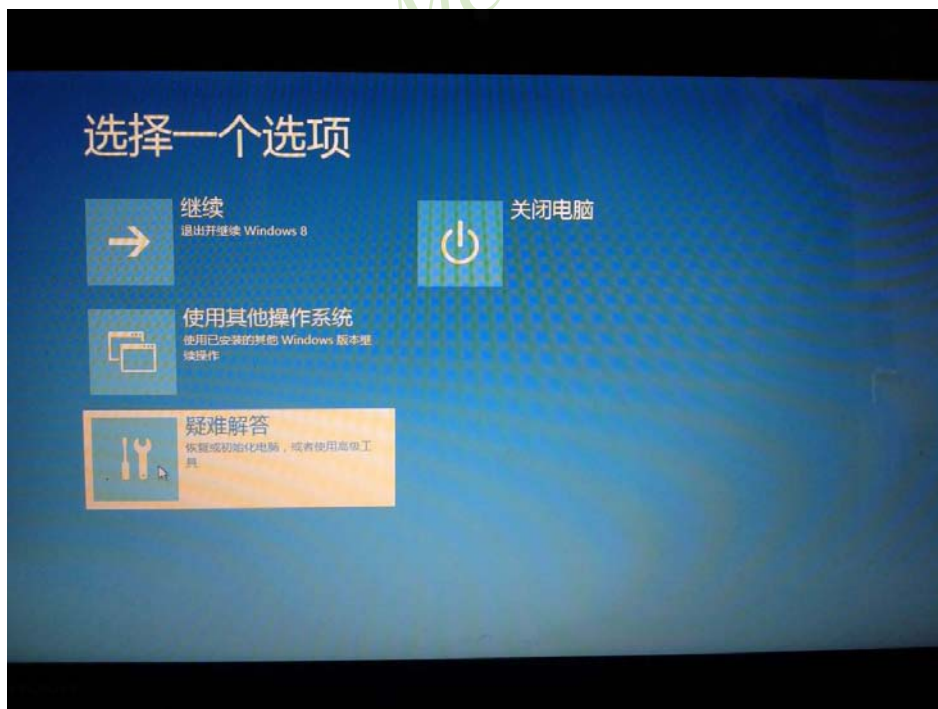 选择一个选项
继续
退出并继续 Windows 8
关闭电脑
使用其他操作系统
使用已安装的其他 Windows 版本继
续操作
疑难解答
恢复或初始化电脑，或者使用高级工
具